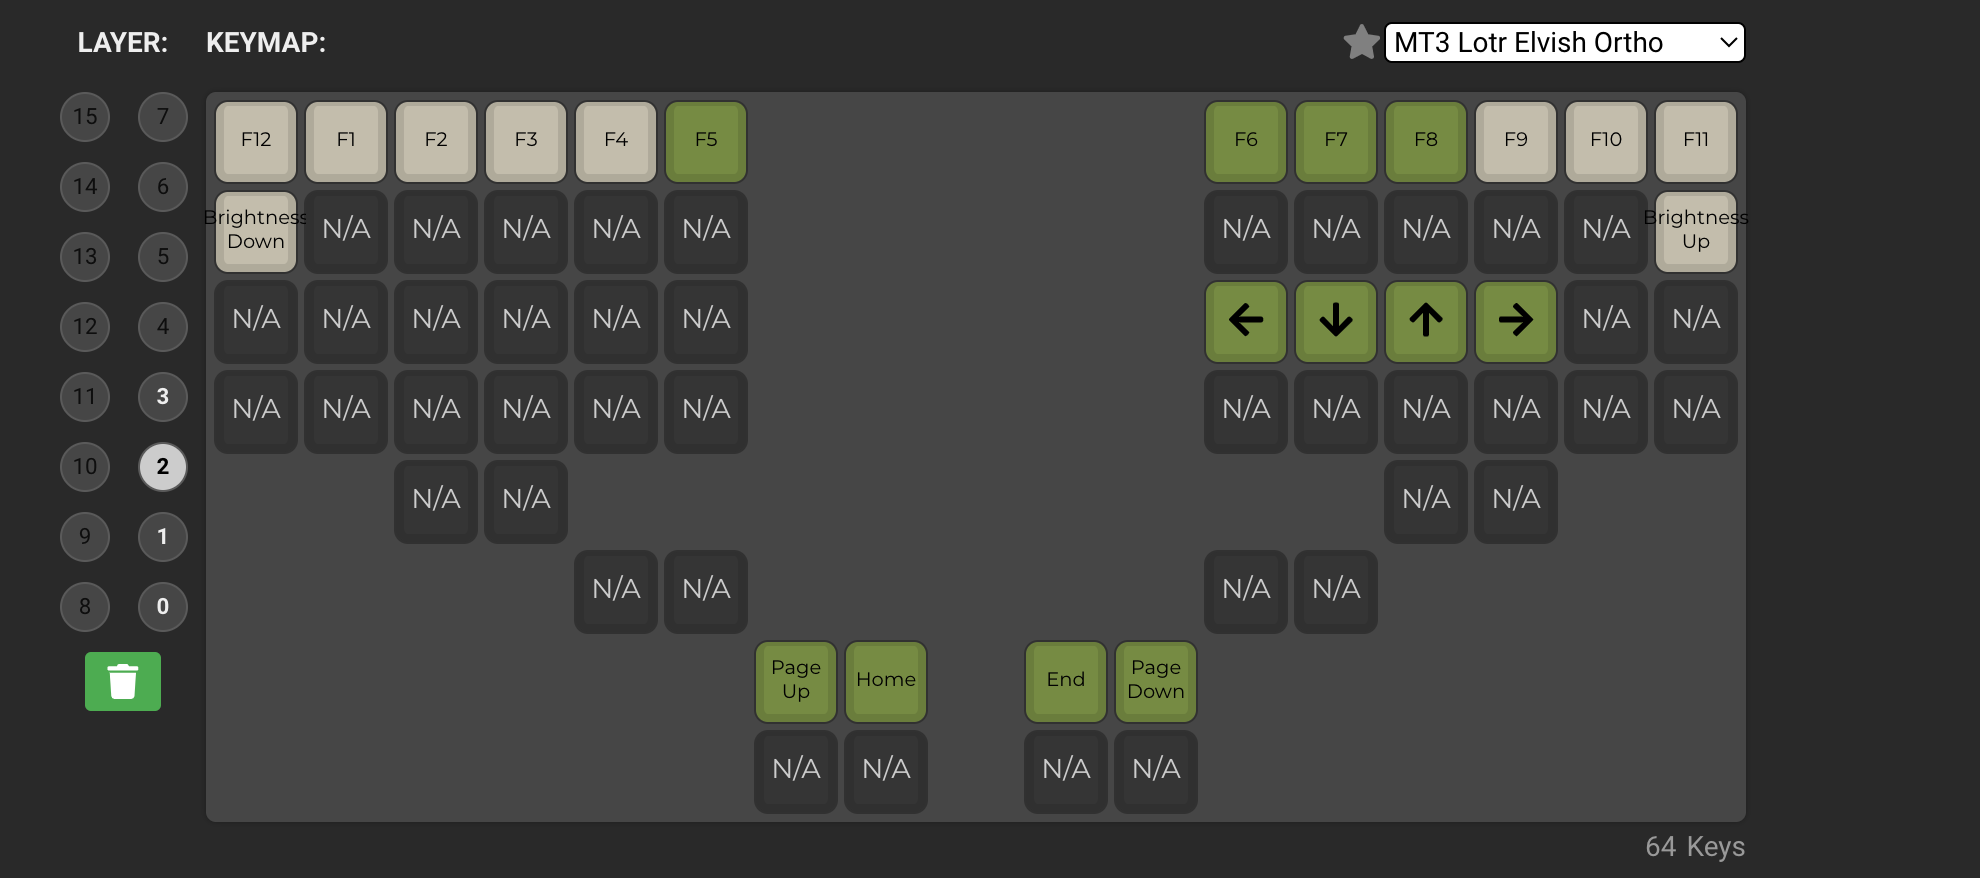 LAYER: KEYMAP: MT3 Lotr Elvish Ortho
15 7 F12 F1 F2 F3 F4 F5 F6 F7 F8 F9 F10 F11
14 6 Brightness Down N/A N/A N/A N/A N/A N/A N/A N/A N/A N/A Brightness Up
13 5
12 4 N/A N/A N/A N/A N/A N/A N/A N/A
11 3 N/A N/A N/A N/A N/A N/A N/A N/A N/A N/A N/A N/A
10 2 N/A N/A N/A N/A
9 1
8 0 N/A N/A N/A N/A
Page Up Home End Page Down
N/A N/A N/A N/A
64 Keys